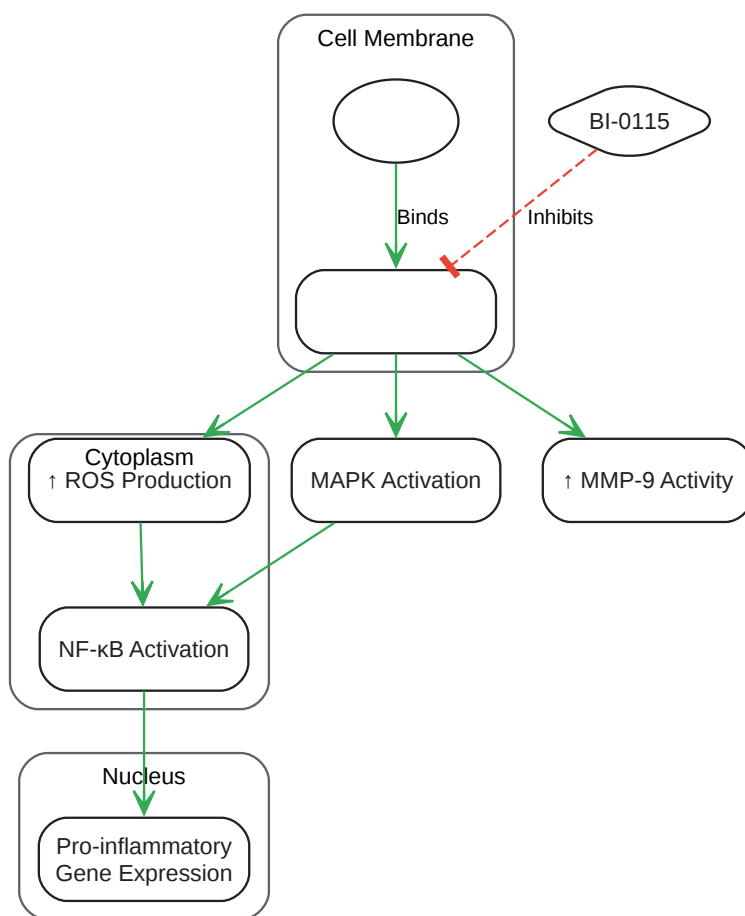 Cell Membrane
BI-0115
Binds
Inhibits
Cytoplasm
↑ ROS Production
MAPK Activation
↑ MMP-9 Activity
NF-κB Activation
Nucleus
Pro-inflammatory
Gene Expression